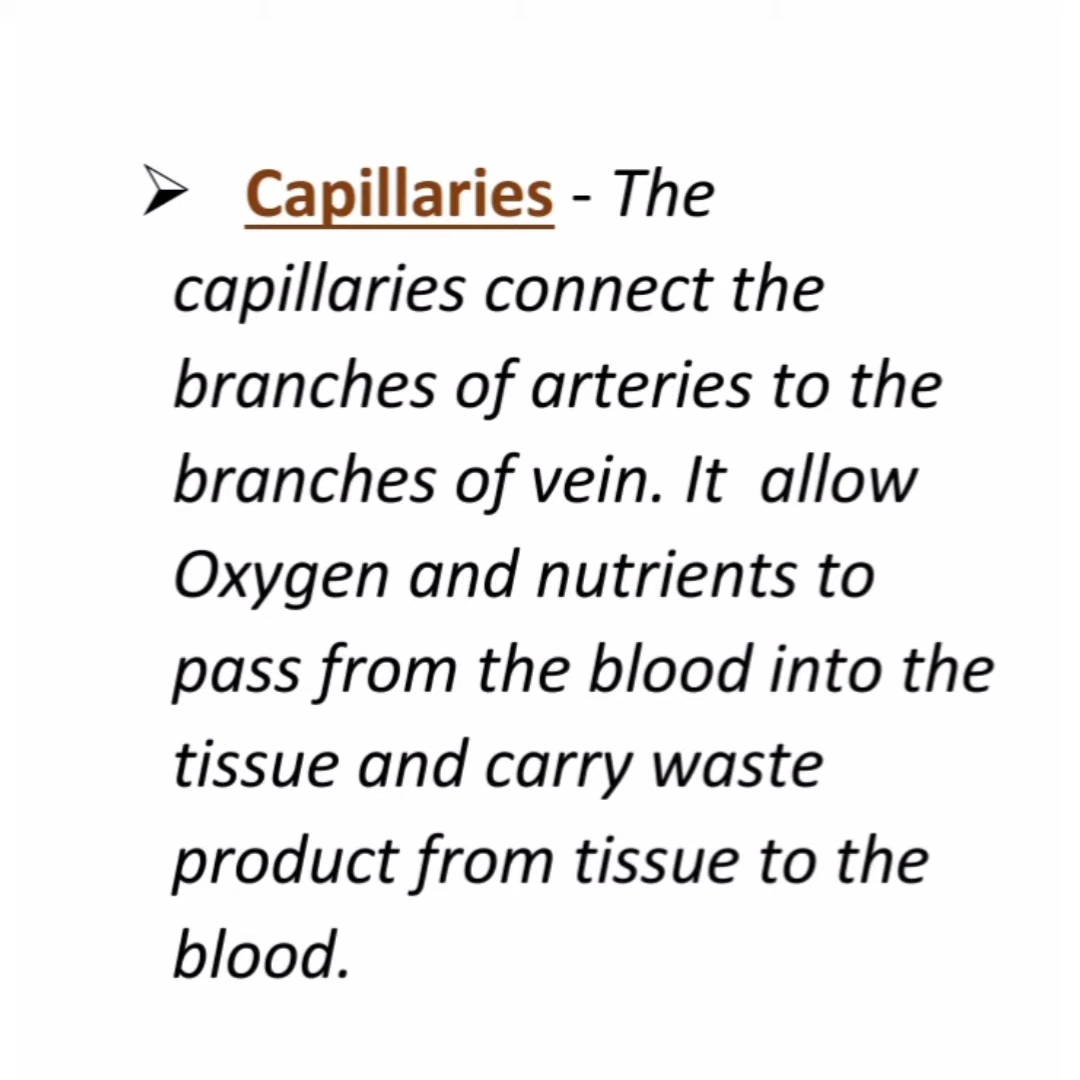 ➢ Capillaries - The
capillaries connect the
branches of arteries to the
branches of vein. It  allow
Oxygen and nutrients to
pass from the blood into the
tissue and carry waste
product from tissue to the
blood.